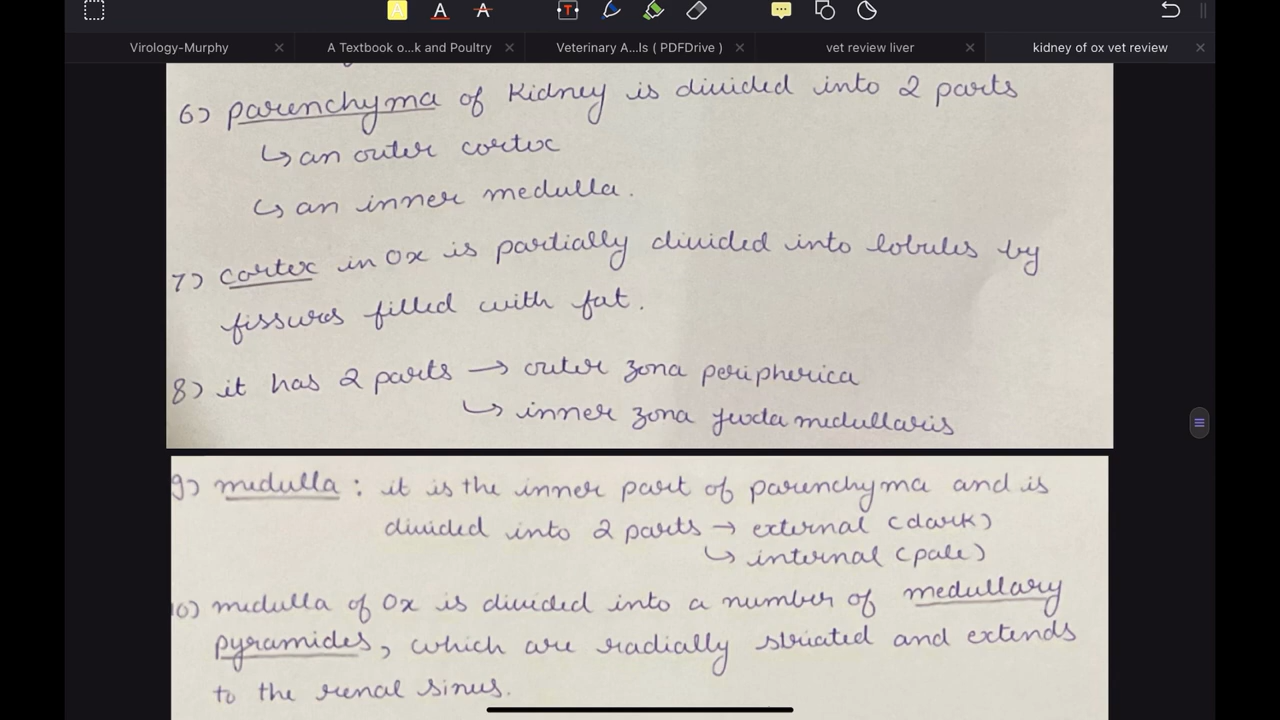 T
Virology-Murphy
A Textbook o...k and Poultry
Veterinary A...ls ( PDFDrive )
vet review liver
kidney of ox vet review
6) parenchyma of Kidney is divided into 2 parts
↳ an outer cortex
↳ an inner medulla.
7) cortex in Ox is partially divided into lobules by
fissures filled with fat.
8) it has 2 parts → outer zona peripherica
↳ inner zona juxta medullaris
9) medulla : it is the inner part of parenchyma and is
divided into 2 parts → external (dark)
↳ internal (pale)
10) medulla of Ox is divided into a number of medullary
pyramides, which are radially striated and extends
to the renal sinus.